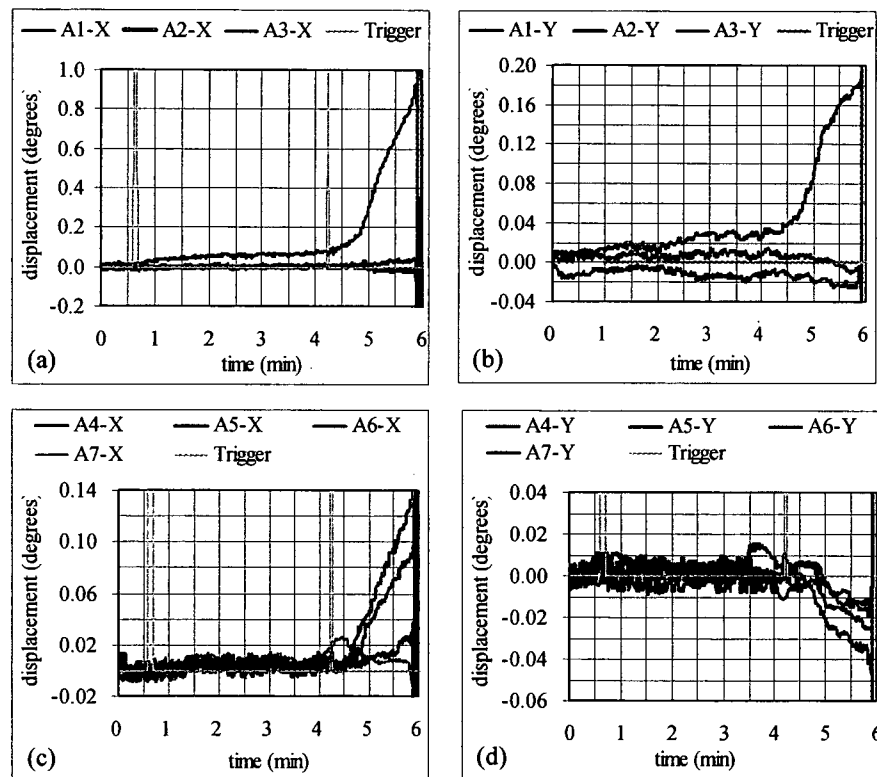 A1-X A2-X A3-X Trigger
1.0
0.8
0.6
0.4
0.2
0.0
-0.2
displacement (degrees`
0 1 2 3 4 5 6
time (min)
(a)
A1-Y A2-Y A3-Y Trigger
0.20
0.16
0.12
0.08
0.04
0.00
-0.04
displacement (degrees`
0 1 2 3 4 5 6
time (min)
(b)
A4-X A5-X A6-X
A7-X Trigger
0.14
0.10
0.06
0.02
-0.02
displacement (degrees`
0 1 2 3 4 5 6
time (min)
(c)
A4-Y A5-Y A6-Y
A7-Y Trigger
0.04
0.02
0.00
-0.02
-0.04
-0.06
displacement (degrees`
0 1 2 3 4 5 6
time (min)
(d)